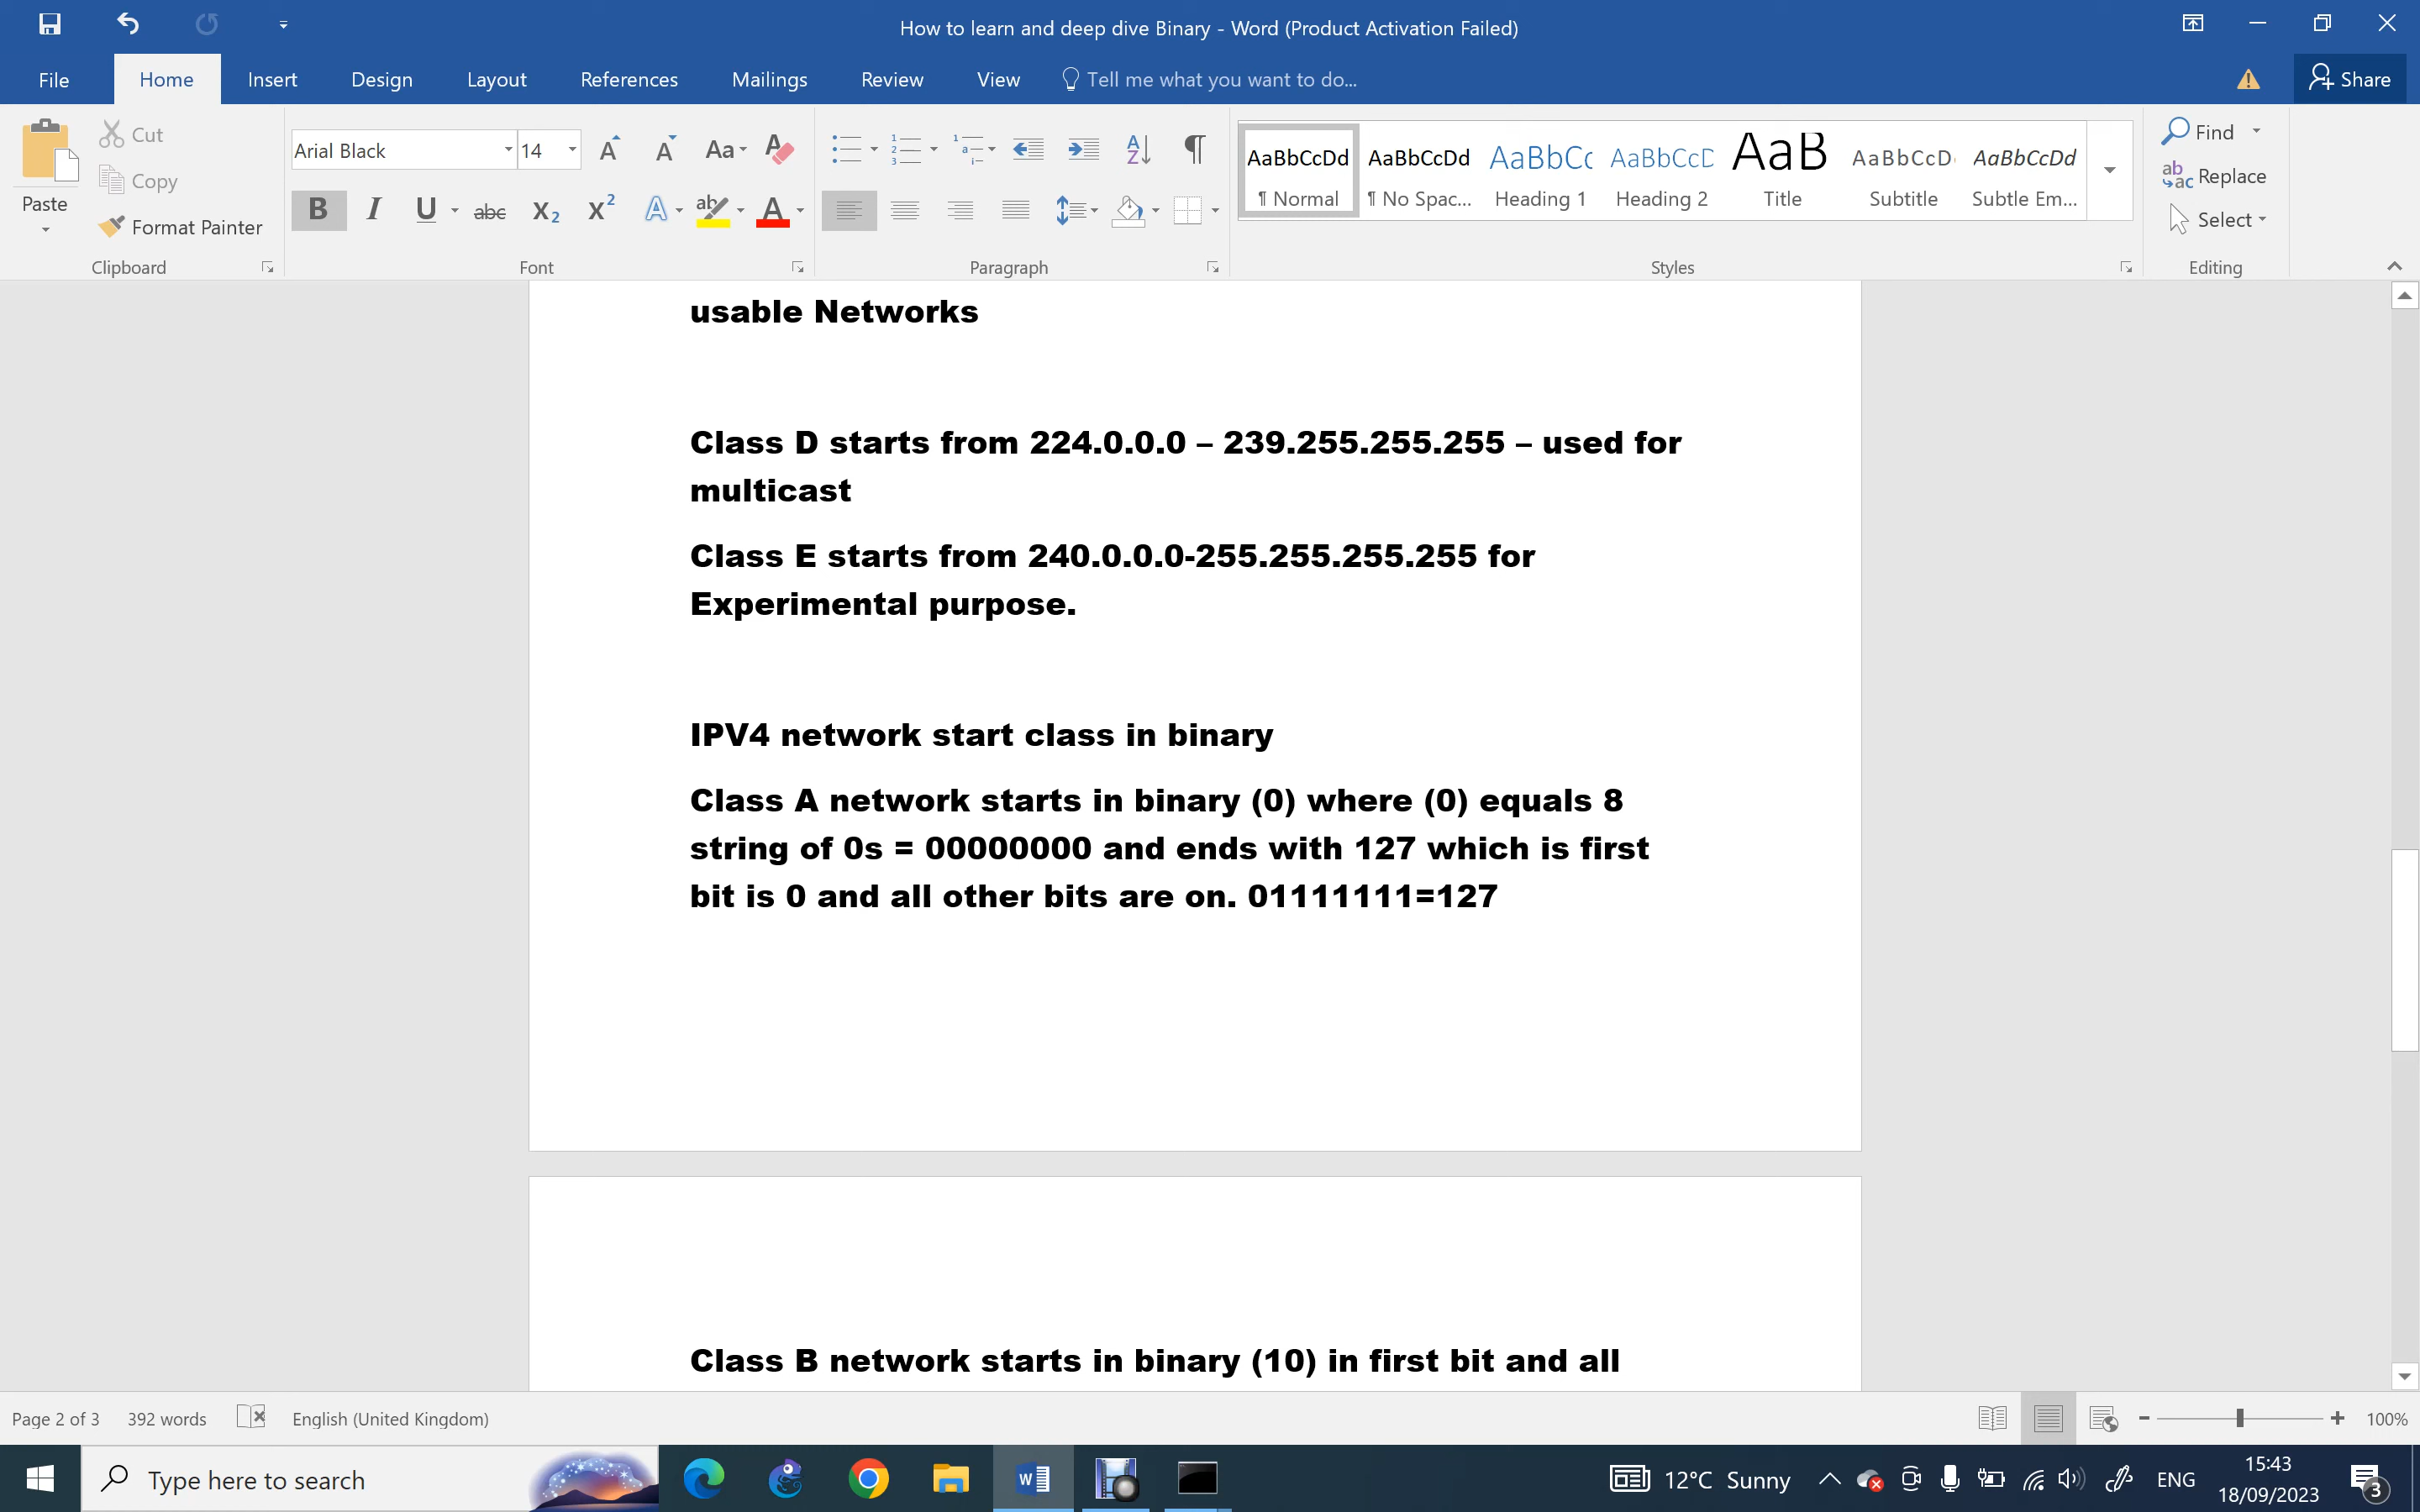 How to learn and deep dive Binary - Word (Product Activation Failed)
File Home Insert Design Layout References Mailings Review View Tell me what you want to do... Share
Paste
Cut
Copy
Format Painter
Clipboard
Arial Black 14
Font
Paragraph
AaBbCcDd AaBbCcDd AaBbCc AaBbCcD AaB AaBbCcD AaBbCcDd
¶ Normal ¶ No Spac... Heading 1 Heading 2 Title Subtitle Subtle Em...
Styles
Find
Replace
Select
Editing
usable Networks
Class D starts from 224.0.0.0 – 239.255.255.255 – used for
multicast
Class E starts from 240.0.0.0-255.255.255.255 for
Experimental purpose.
IPV4 network start class in binary
Class A network starts in binary (0) where (0) equals 8
string of 0s = 00000000 and ends with 127 which is first
bit is 0 and all other bits are on. 01111111=127
Class B network starts in binary (10) in first bit and all
Page 2 of 3 392 words English (United Kingdom) 100%
Type here to search
12°C Sunny
ENG
15:43
18/09/2023
3